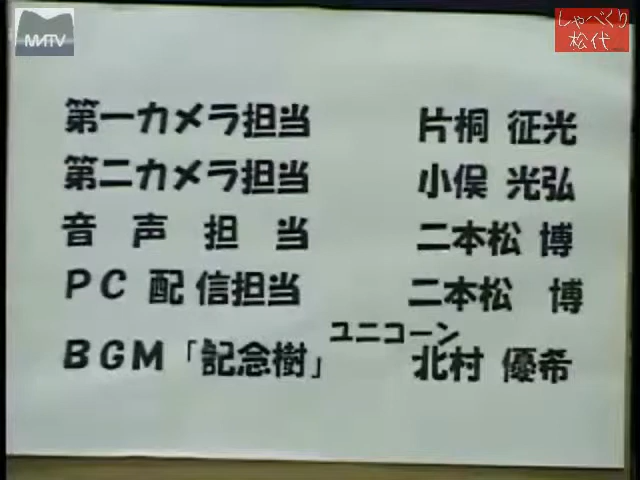 MATV
しゃべくり
松代
第一カメラ担当 片桐 征光
第二カメラ担当 小俣 光弘
音声担当 二本松 博
PC配信担当 二本松 博
ユニコーン
BGM「記念樹」 北村 優希